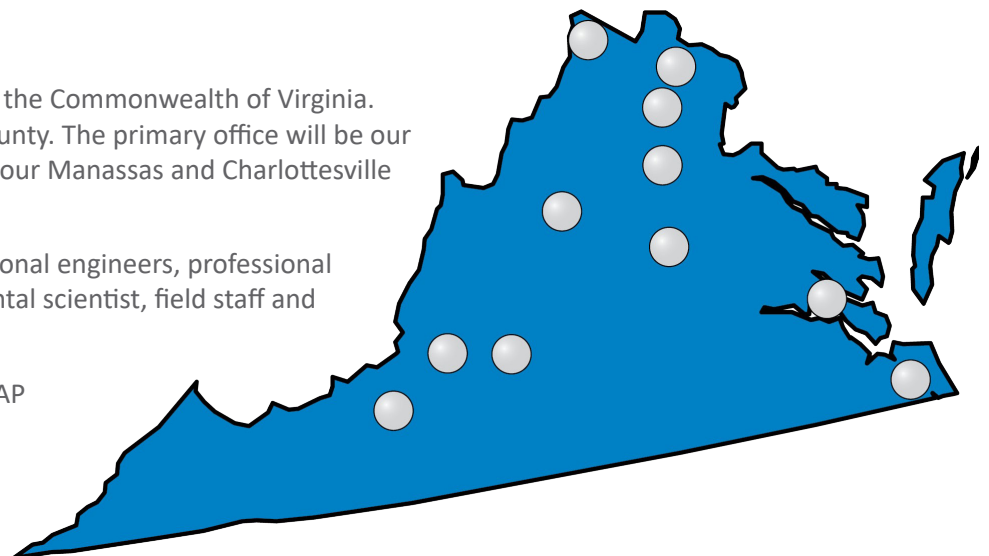 the Commonwealth of Virginia.
unty. The primary office will be our
our Manassas and Charlottesville
onal engineers, professional
ntal scientist, field staff and
AP